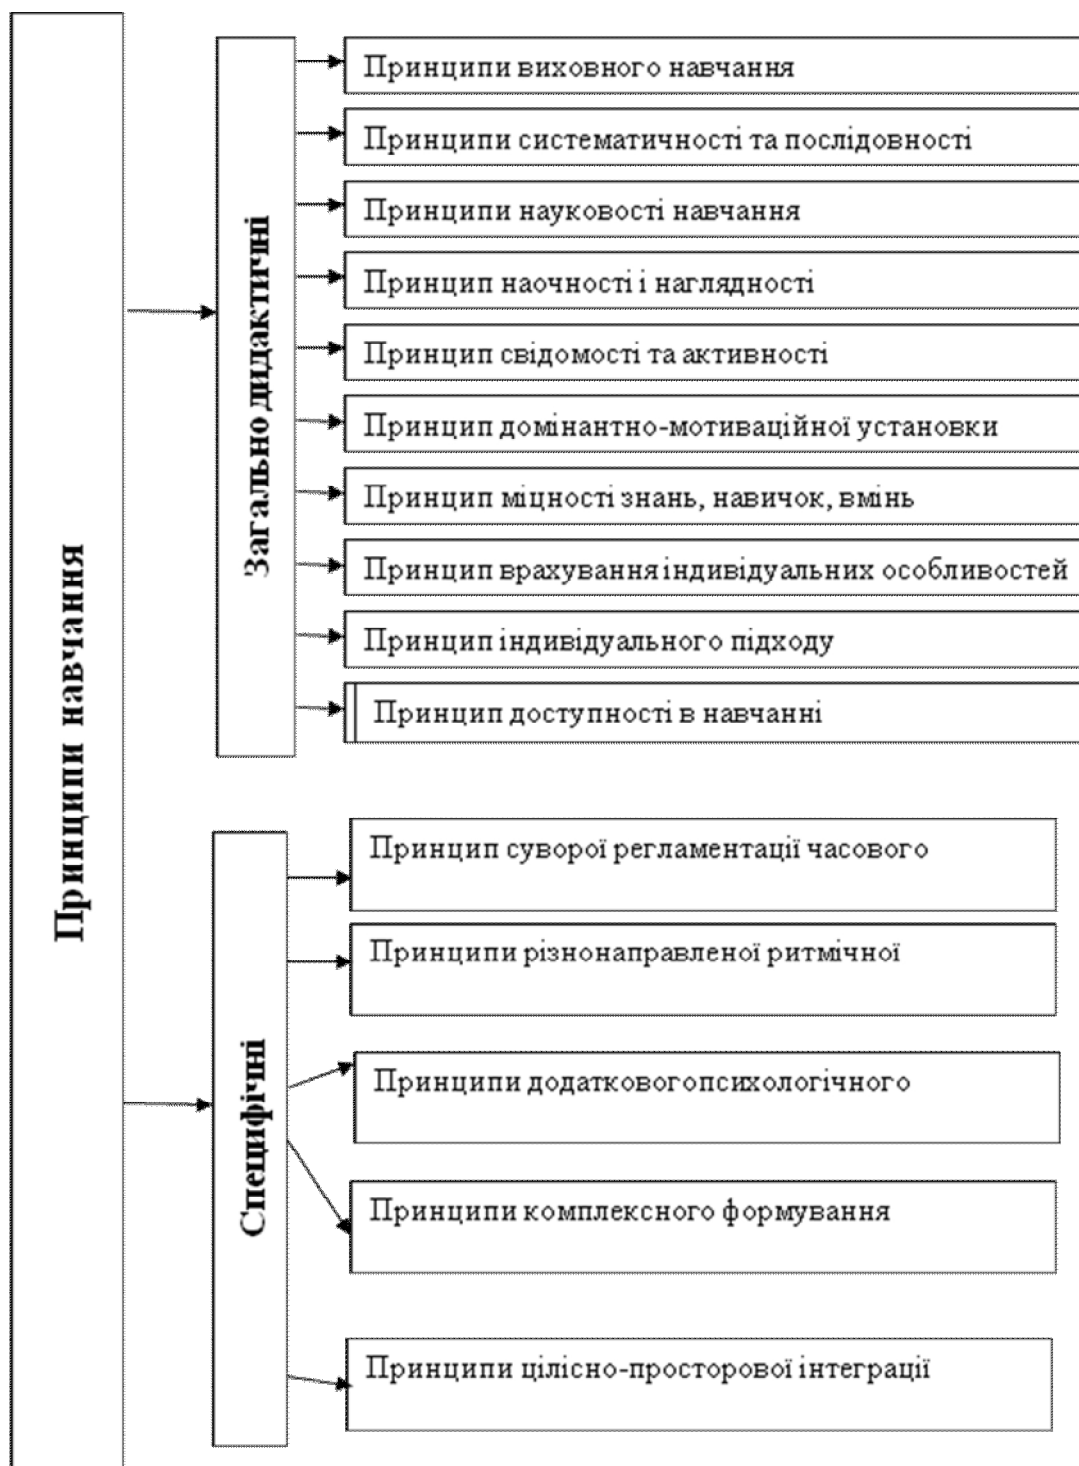 Принципи навчання
Загально дидактичні
Принципи виховного навчання
Принципи систематичності та послідовності
Принципи науковості навчання
Принцип наочності і наглядності
Принцип свідомості та активності
Принцип домінантно-мотиваційної установки
Принцип міцності знань, навичок, вмінь
Принцип врахування індивідуальних особливостей
Принцип індивідуального підходу
Принцип доступності в навчанні
Специфічні
Принцип суворої регламентації часового
Принципи різнонаправленої ритмічної
Принципи додатковогопсихологічного
Принципи комплексного формування
Принципи цілісно-просторової інтеграції